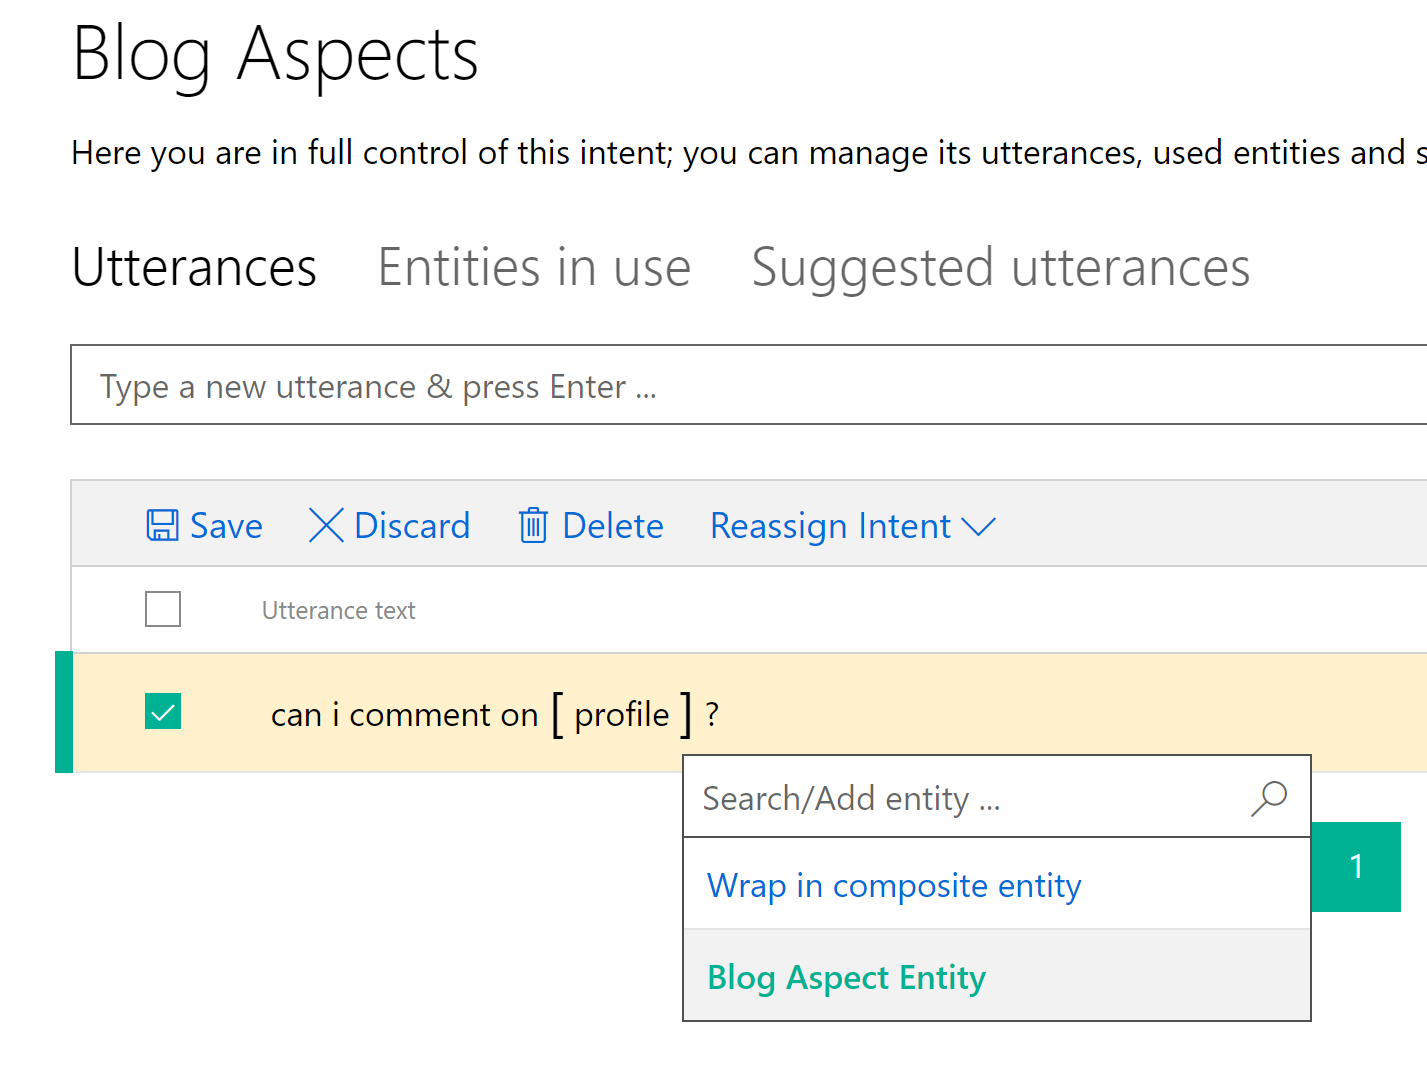 Blog Aspects
Here you are in full control of this intent; you can manage its utterances, used entities and s
Utterances Entities in use Suggested utterances
Type a new utterance & press Enter ...
Save Discard Delete Reassign Intent
Utterance text
can i comment on [ profile ] ?
Search/Add entity ...
Wrap in composite entity
1
Blog Aspect Entity